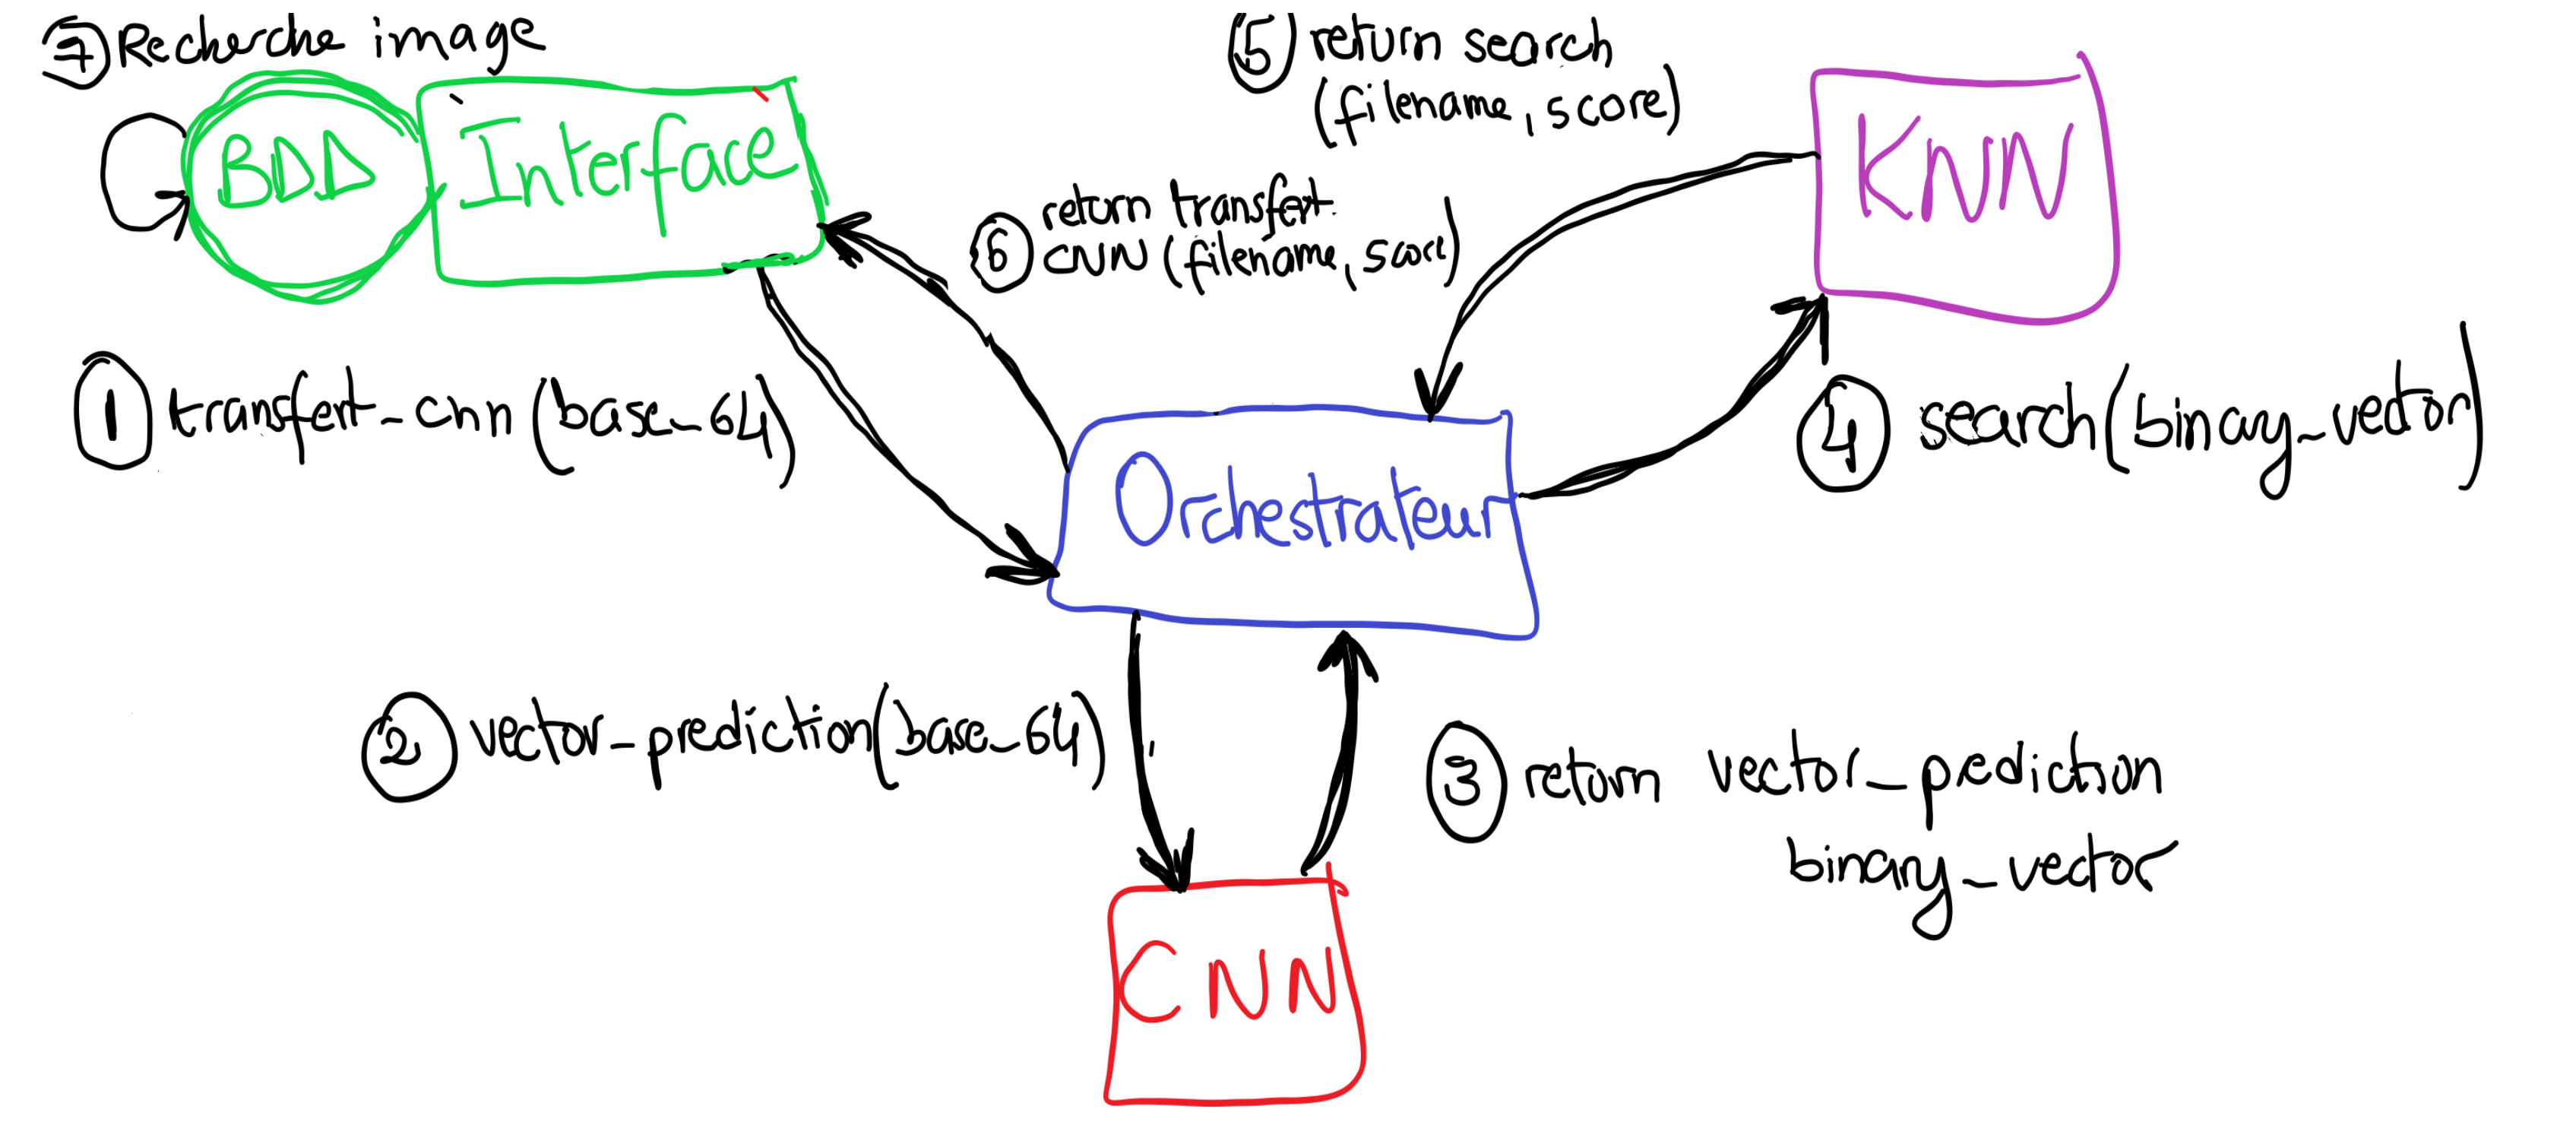 ⑦ Recherche image
BDD
Interface
⑤ return search
(filename, score)
KNN
⑥ return transfert
CNN (filename, score)
① transfert_cnn (base_64)
④ search(binary_vector)
Orchestrateur
② vector_prediction(base_64)
③ return vector_prediction
binary_vector
CNN